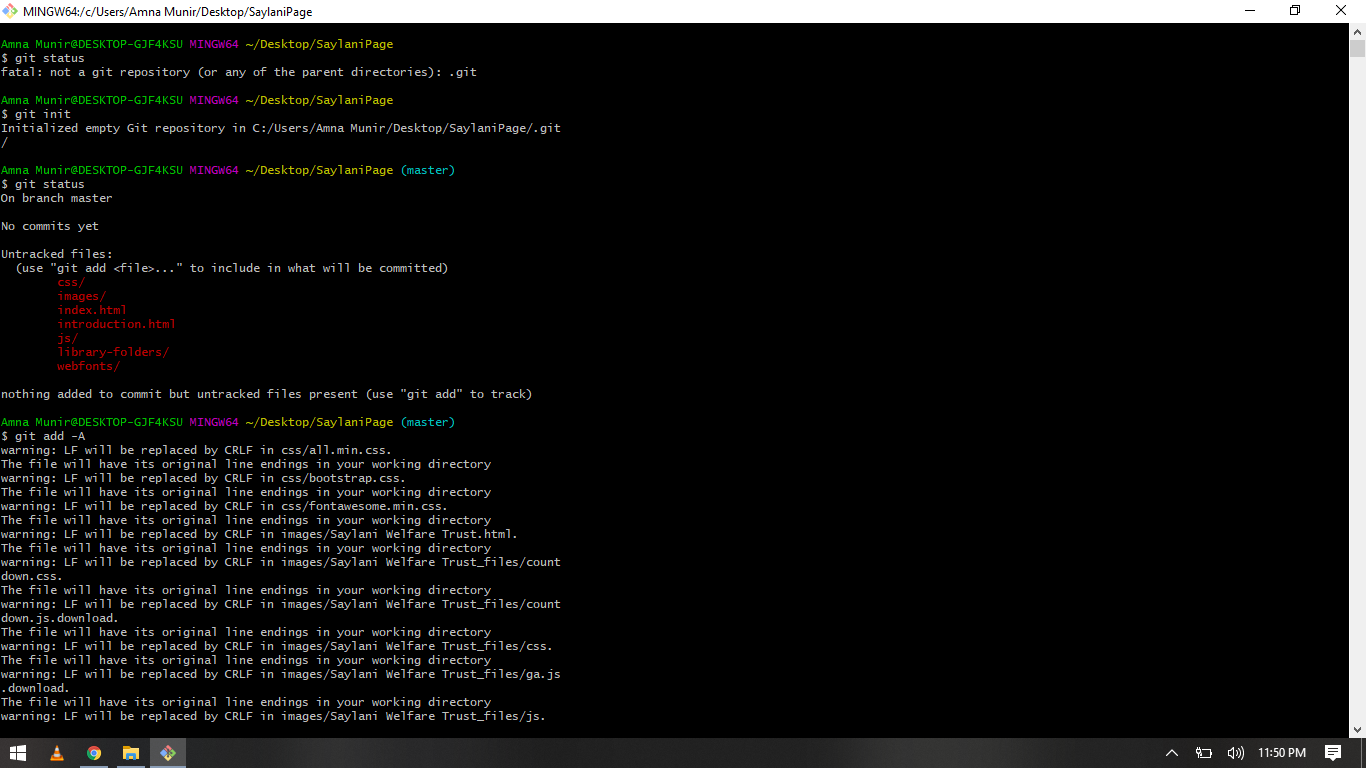 MINGW64:/c/Users/Amna Munir/Desktop/SaylaniPage
Amna Munir@DESKTOP-GJF4KSU MINGW64 ~/Desktop/SaylaniPage
$ git status
fatal: not a git repository (or any of the parent directories): .git
Amna Munir@DESKTOP-GJF4KSU MINGW64 ~/Desktop/SaylaniPage
$ git init
Initialized empty Git repository in C:/Users/Amna Munir/Desktop/SaylaniPage/.git
/
Amna Munir@DESKTOP-GJF4KSU MINGW64 ~/Desktop/SaylaniPage (master)
$ git status
On branch master
No commits yet
Untracked files:
  (use "git add <file>..." to include in what will be committed)
        css/
        images/
        index.html
        introduction.html
        js/
        library-folders/
        webfonts/
nothing added to commit but untracked files present (use "git add" to track)
Amna Munir@DESKTOP-GJF4KSU MINGW64 ~/Desktop/SaylaniPage (master)
$ git add -A
warning: LF will be replaced by CRLF in css/all.min.css.
The file will have its original line endings in your working directory
warning: LF will be replaced by CRLF in css/bootstrap.css.
The file will have its original line endings in your working directory
warning: LF will be replaced by CRLF in css/fontawesome.min.css.
The file will have its original line endings in your working directory
warning: LF will be replaced by CRLF in images/Saylani Welfare Trust.html.
The file will have its original line endings in your working directory
warning: LF will be replaced by CRLF in images/Saylani Welfare Trust_files/count
down.css.
The file will have its original line endings in your working directory
warning: LF will be replaced by CRLF in images/Saylani Welfare Trust_files/count
down.js.download.
The file will have its original line endings in your working directory
warning: LF will be replaced by CRLF in images/Saylani Welfare Trust_files/css.
The file will have its original line endings in your working directory
warning: LF will be replaced by CRLF in images/Saylani Welfare Trust_files/ga.js
.download.
The file will have its original line endings in your working directory
warning: LF will be replaced by CRLF in images/Saylani Welfare Trust_files/js.
11:50 PM